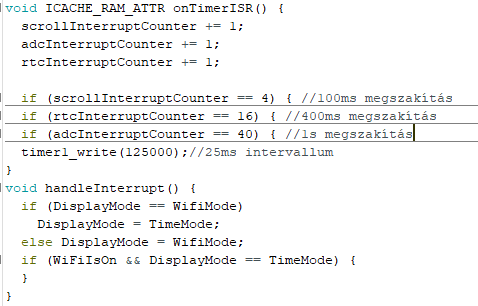 void ICACHE_RAM_ATTR onTimerISR() {
  scrollInterruptCounter += 1;
  adcInterruptCounter += 1;
  rtcInterruptCounter += 1;

  if (scrollInterruptCounter == 4) { //100ms megszakítás
  if (rtcInterruptCounter == 16) { //400ms megszakítás
  if (adcInterruptCounter == 40) { //1s megszakítás
  timer1_write(125000);//25ms intervallum
}
void handleInterrupt() {
  if (DisplayMode == WifiMode)
    DisplayMode = TimeMode;
  else DisplayMode = WifiMode;
  if (WiFiIsOn && DisplayMode == TimeMode) {
  }
}